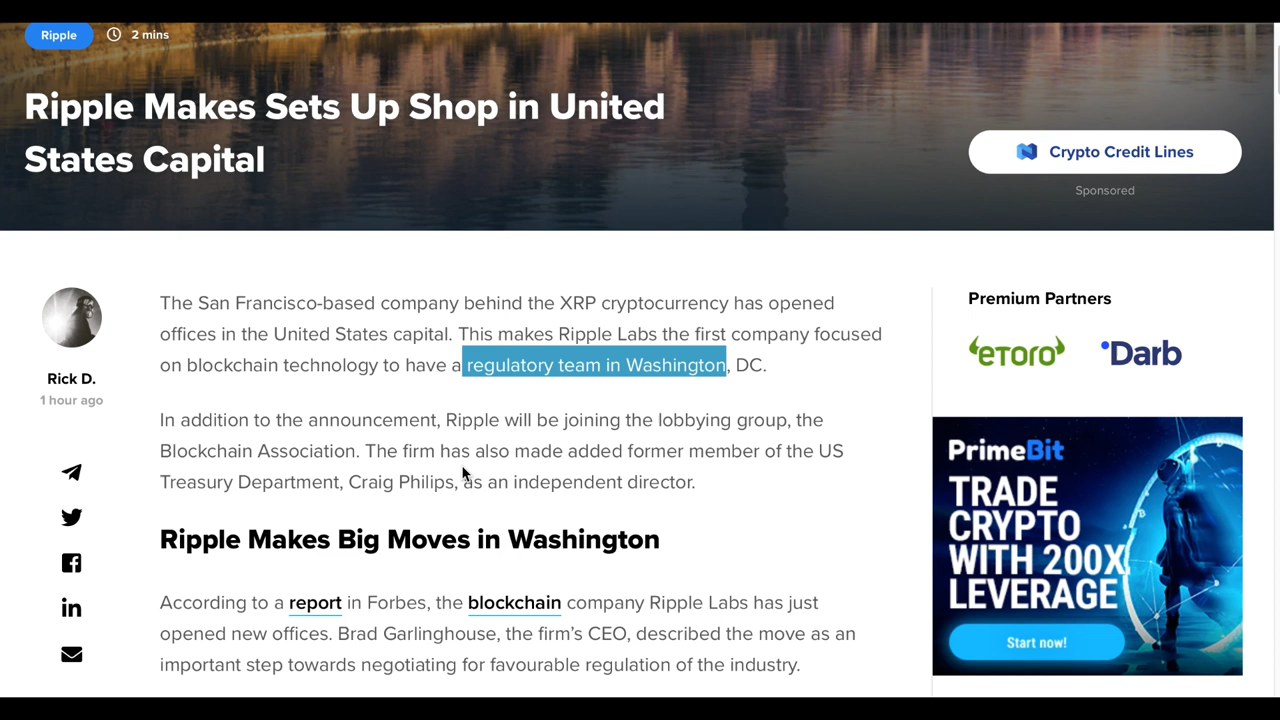 Ripple
2 mins
Ripple Makes Sets Up Shop in United
States Capital
Crypto Credit Lines
Sponsored
Rick D.
1 hour ago
The San Francisco-based company behind the XRP cryptocurrency has opened
offices in the United States capital. This makes Ripple Labs the first company focused
on blockchain technology to have a regulatory team in Washington, DC.
In addition to the announcement, Ripple will be joining the lobbying group, the
Blockchain Association. The firm has also made added former member of the US
Treasury Department, Craig Philips, as an independent director.
Ripple Makes Big Moves in Washington
According to a report in Forbes, the blockchain company Ripple Labs has just
opened new offices. Brad Garlinghouse, the firm's CEO, described the move as an
important step towards negotiating for favourable regulation of the industry.
Premium Partners
eToro
Darb
PrimeBit
TRADE
CRYPTO
WITH 200X
LEVERAGE
Start now!